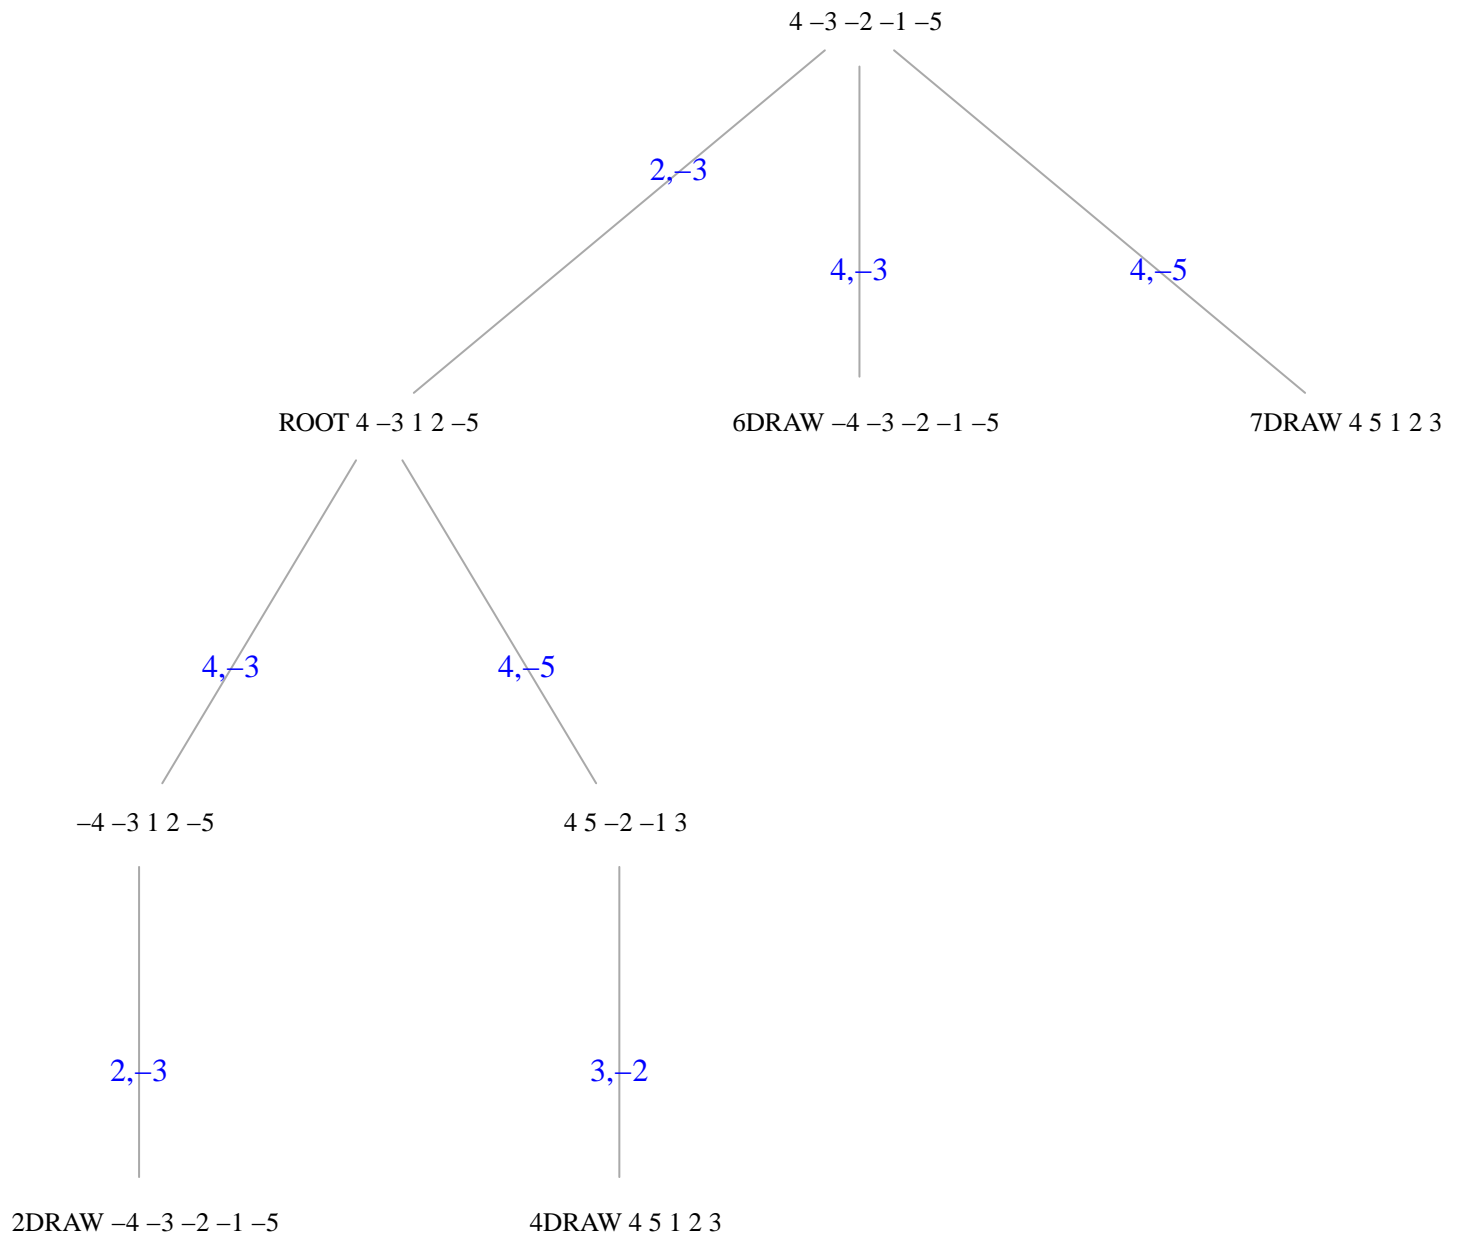 4 –3 –2 –1 –5
2,–3
4,–3
4,–5
ROOT 4 –3 1 2 –5
6DRAW –4 –3 –2 –1 –5
7DRAW 4 5 1 2 3
4,–3
4,–5
–4 –3 1 2 –5
4 5 –2 –1 3
2,–3
3,–2
2DRAW –4 –3 –2 –1 –5
4DRAW 4 5 1 2 3